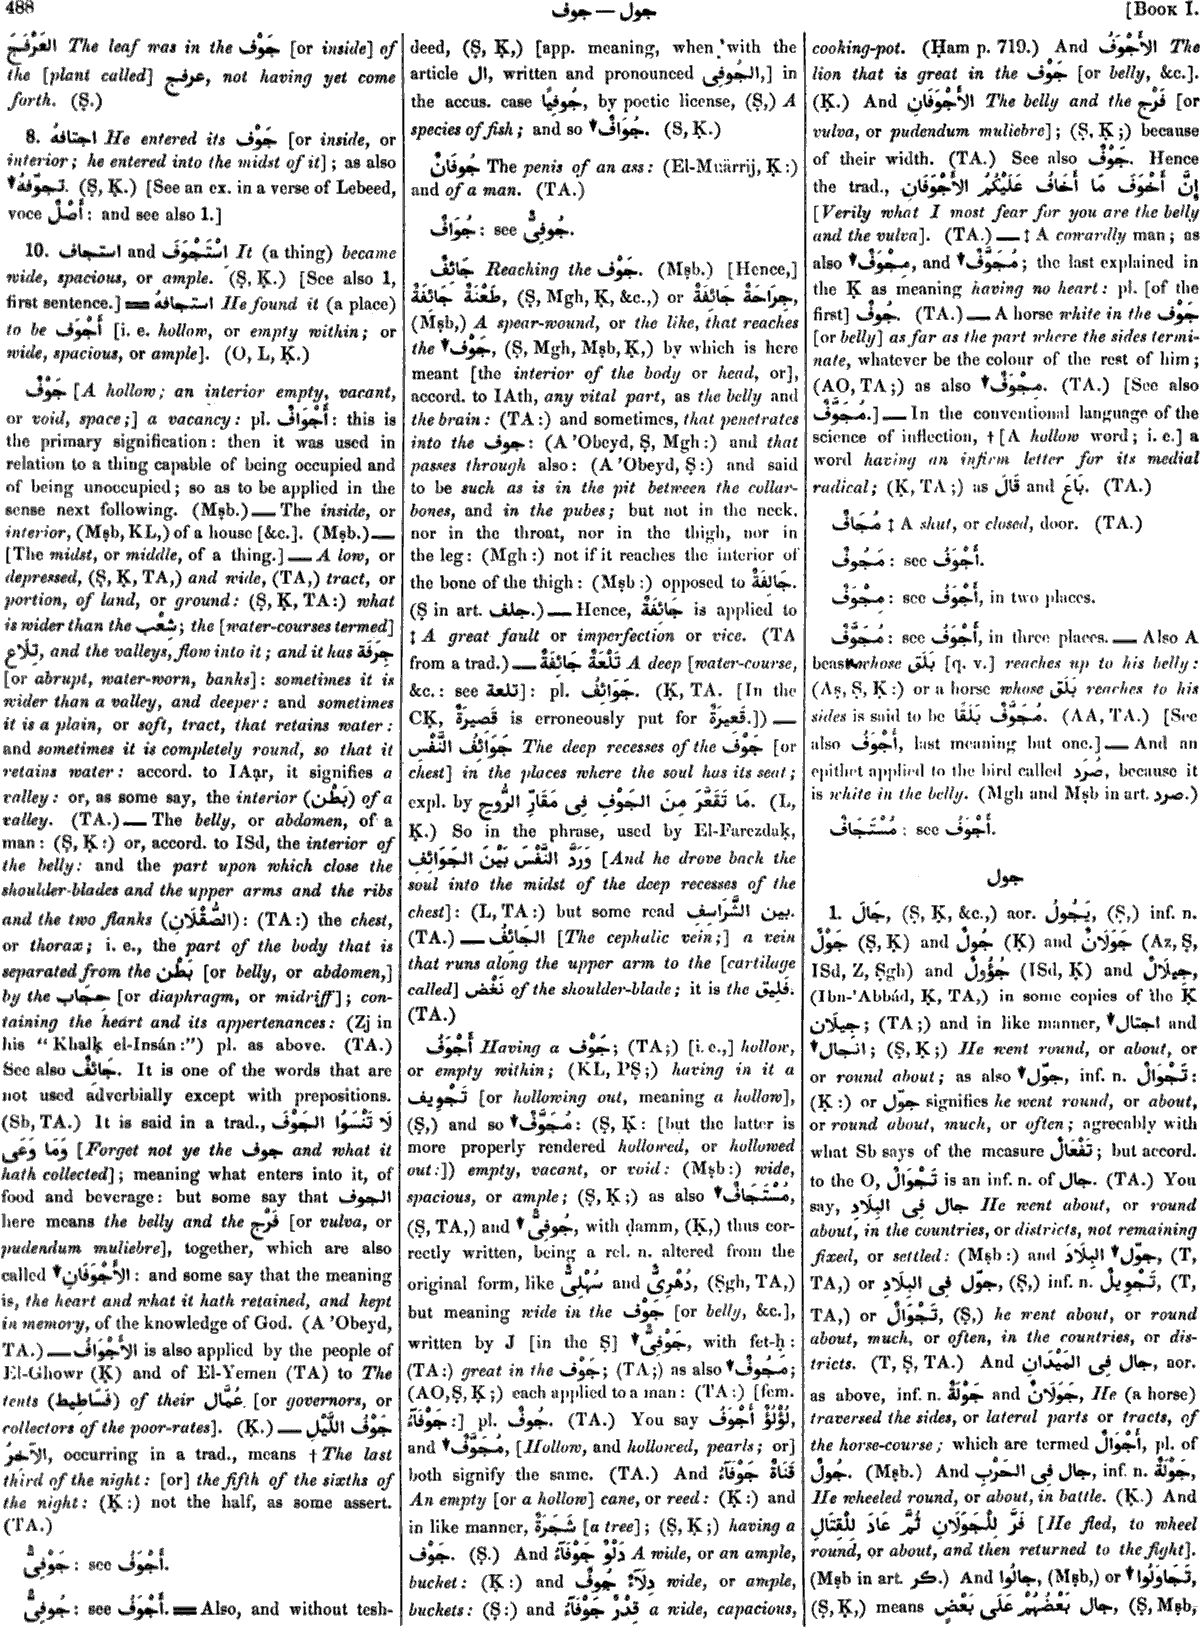 488
جوف — جول
[BOOK I.
العَرْفَجَ The leaf was in the جَوْف [or inside] of
the [plant called] عرفج, not having yet come
forth. (Ṣ.)
8. اجتافهُ He entered its جَوْف [or inside, or
interior; he entered into the midst of it]; as also
تَجوّفهُ. (Ṣ, Ḳ.) [See an ex. in a verse of Lebeed,
voce أَصْلٌ: and see also 1.]
10. استجاف and اسْتَجْوَفَ It (a thing) became
wide, spacious, or ample. (Ṣ, Ḳ.) [See also 1,
first sentence.] ═ استجافهُ He found it (a place)
to be أَجْوَف [i. e. hollow, or empty within; or
wide, spacious, or ample]. (O, L, Ḳ.)
جَوْفٌ [A hollow; an interior empty, vacant,
or void, space;] a vacancy: pl. أَجْوَافٌ: this is
the primary signification: then it was used in
relation to a thing capable of being occupied and
of being unoccupied; so as to be applied in the
sense next following. (Mṣb.) — The inside, or
interior, (Mṣb, KL,) of a house [&c.]. (Mṣb.) —
[The midst, or middle, of a thing.] — A low, or
depressed, (Ṣ, Ḳ, TA,) and wide, (TA,) tract, or
portion, of land, or ground: (Ṣ, Ḳ, TA:) what
is wider than the شِعْب; the [water-courses termed]
تِلَاع, and the valleys, flow into it; and it has جِرَفَة
[or abrupt, water-worn, banks]: sometimes it is
wider than a valley, and deeper: and sometimes
it is a plain, or soft, tract, that retains water:
and sometimes it is completely round, so that it
retains water: accord. to IAạr, it signifies a
valley: or, as some say, the interior (بَطْن) of a
valley. (TA.) — The belly, or abdomen, of a
man: (Ṣ, Ḳ:) or, accord. to ISd, the interior of
the belly: and the part upon which close the
shoulder-blades and the upper arms and the ribs
and the two flanks (الصُّقْلَانِ): (TA:) the chest,
or thorax; i. e., the part of the body that is
separated from the بَطْن [or belly, or abdomen,]
by the حِجَاب [or diaphragm, or midriff]; con-
taining the heart and its appertenances: (Zj in
his "Khalḳ el-Insán:") pl. as above. (TA.)
See also جَائِفٌ. It is one of the words that are
not used adverbially except with prepositions.
(Sb, TA.) It is said in a trad., لَا تَنْسَوُا الجَوْفَ
وَمَا وَعَى [Forget not ye the جوف and what it
hath collected]; meaning what enters into it, of
food and beverage: but some say that الجوف
here means the belly and the فَرْج [or vulva, or
pudendum muliebre], together, which are also
called الأَجْوَفَانِ: and some say that the meaning
is, the heart and what it hath retained, and kept
in memory, of the knowledge of God. (A ’Obeyd,
TA.) — الأَجْوَافُ is also applied by the people of
El-Ghowr (Ḳ) and of El-Yemen (TA) to The
tents (فَسَاطِيط) of their عُمَّال [or governors, or
collectors of the poor-rates]. (Ḳ.) — جَوْفُ اللَّيْلِ
الآخِرُ, occurring in a trad., means † The last
third of the night: [or] the fifth of the sixths of
the night: (Ḳ:) not the half, as some assert.
(TA.)
جَوْفِىٌّ: see أَجْوَفُ.
جُوفِىٌّ: see أَجْوَفُ. ═ Also, and without tesh-
deed, (Ṣ, Ḳ,) [app. meaning, when with the
article ال, written and pronounced الجُوفِى,] in
the accus. case جُوفِيًا, by poetic license, (Ṣ,) A
species of fish; and so جُوَافٌ. (S, Ḳ.)
جُوفَانٌ The penis of an ass: (El-Muärrij, Ḳ:)
and of a man. (TA.)
جُوَافٌ: see جُوفِىٌّ.
جَائِفٌ Reaching the جَوْف. (Mṣb.) [Hence,]
طَعْنَةٌ جَائِفَةٌ, (Ṣ, Mgh, Ḳ, &c.,) or جِرَاحَةٌ جَائِفَةٌ,
(Mṣb,) A spear-wound, or the like, that reaches
the جَوْف, (Ṣ, Mgh, Mṣb, Ḳ,) by which is here
meant [the interior of the body or head, or],
accord. to IAth, any vital part, as the belly and
the brain: (TA:) and sometimes, that penetrates
into the جوف: (A ’Obeyd, Ṣ, Mgh:) and that
passes through also: (A ’Obeyd, Ṣ:) and said
to be such as is in the pit between the collar-
bones, and in the pubes; but not in the neck,
nor in the throat, nor in the thigh, nor in
the leg: (Mgh:) not if it reaches the interior of
the bone of the thigh: (Mṣb:) opposed to جَالِفَةٌ.
(Ṣ in art. جلف.) — Hence, جَائِفَةٌ is applied to
‡ A great fault or imperfection or vice. (TA
from a trad.) — تَلْعَةٌ جَائِفَةٌ A deep [water-course,
&c.: see تلعة]: pl. جَوَائِفُ. (Ḳ, TA. [In the
CḲ, قَصِيرَةٌ is erroneously put for قَعِيرَةٌ.]) —
جَوَائِفُ النَّفْسِ The deep recesses of the جَوْف [or
chest] in the places where the soul has its seat;
expl. by مَا تَقَعَّرَ مِنَ الجَوْفِ فِى مَقَارِّ الرُّوحِ. (L,
Ḳ.) So in the phrase, used by El-Farezdaḳ,
وَرَدَّ النَّفْسَ بَيْنَ الجَوَائِفِ [And he drove back the
soul into the midst of the deep recesses of the
chest]: (L, TA:) but some read بين الشَّرَاسِفِ.
(TA.) — الجَائِفُ [The cephalic vein;] a vein
that runs along the upper arm to the [cartilage
called] نَغْض of the shoulder-blade; it is the فَلِيق.
(TA.)
أَجْوَفُ Having a جَوْف; (TA;) [i. e.,] hollow,
or empty within; (KL, PṢ;) having in it a
تَجْوِيف [or hollowing out, meaning a hollow],
(Ṣ,) and so مُجَوَّفٌ: (Ṣ, Ḳ: [but the latter is
more properly rendered hollowed, or hollowed
out:]) empty, vacant, or void: (Mṣb:) wide,
spacious, or ample; (Ṣ, Ḳ;) as also مُسْتَجَافٌ,
(Ṣ, TA,) and جُوفِىٌّ, with ḍamm, (Ḳ,) thus cor-
rectly written, being a rel. n. altered from the
original form, like سُهْلِىٌّ and دُهْرِىٌّ, (Ṣgh, TA,)
but meaning wide in the جَوْف [or belly, &c.],
written by J [in the Ṣ] جَوْفِىٌّ, with fet-ḥ:
(TA:) great in the جَوْف; (TA;) as also مَجُوفٌ;
(AO, Ṣ, Ḳ;) each applied to a man: (TA:) [fem.
جَوْفَآءُ:] pl. جُوفٌ. (TA.) You say لُؤْلُؤٌ أَجْوَفُ,
and مُجَوَّفٌ, [Hollow, and hollowed, pearls; or]
both signify the same. (TA.) And قَنَاةٌ جَوْفَآءُ
An empty [or a hollow] cane, or reed: (Ḳ:) and
in like manner, شَجَرَةٌ [a tree]; (Ṣ, Ḳ;) having a
جَوْف. (Ṣ.) And دَلْوٌ جَوْفَآءُ A wide, or an ample,
bucket: (Ḳ:) and دِلَآءٌ جُوفٌ wide, or ample,
buckets: (Ṣ:) and قِدْرٌ جَوْفَآءُ a wide, capacious,
cooking-pot. (Ḥam p. 719.) And الأَجْوَفُ The
lion that is great in the جَوْف [or belly, &c.].
(Ḳ.) And الأَجْوَفَانِ The belly and the فَرْج [or
vulva, or pudendum muliebre]; (Ṣ, Ḳ;) because
of their width. (TA.) See also جَوْفٌ. Hence
the trad., إِنَّ أَخْوَفَ مَا أَخَافُ عَلَيْكُمُ الأَجْوَفَانِ
[Verily what I most fear for you are the belly
and the vulva]. (TA.) — ‡ A cowardly man; as
also مِجْوَفٌ, and مُجَوَّفٌ; the last explained in
the Ḳ as meaning having no heart: pl. [of the
first] جُوفٌ. (TA.) — A horse white in the جَوْف
[or belly] as far as the part where the sides termi-
nate, whatever be the colour of the rest of him;
(AO, TA;) as also مِجْوَفٌ. (TA.) [See also
مُجَوَّفٌ.] — In the conventional language of the
science of inflection, † [A hollow word; i. e.] a
word having an infirm letter for its medial
radical; (Ḳ, TA;) as قَالَ and بَاعَ. (TA.)
مُجَافٌ ‡ A shut, or closed, door. (TA.)
مَجُوفٌ: see أَجْوَفُ.
مِجْوَفٌ: see أَجْوَفُ, in two places.
مُجَوَّفٌ: see أَجْوَفُ, in three places. — Also A
beast whose بَلَق [q. v.] reaches up to his belly:
(Aṣ, Ṣ, Ḳ:) or a horse whose بَلَق reaches to his
sides is said to be مُجَوَّفٌ بَلَقًا. (AA, TA.) [See
also أَجْوَفُ, last meaning but one.] — And an
epithet applied to the bird called صُرَد, because it
is white in the belly. (Mgh and Mṣb in art. صرد.)
مُسْتَجَافٌ: see أَجْوَفُ.
جول
1. جَالَ, (Ṣ, Ḳ, &c.,) aor. يَجُولُ, (Ṣ,) inf. n.
جَوْلٌ (Ṣ, Ḳ) and جُولٌ (Ḳ) and جَوَلَانٌ (Az, Ṣ,
ISd, Z, Ṣgh) and جُؤُولٌ (ISd, Ḳ) and جِيلَالٌ,
(Ibn-’Abbád, Ḳ, TA,) in some copies of the Ḳ
جِيلَان; (TA;) and in like manner, اجتال and
انجال; (Ṣ, Ḳ;) He went round, or about, or
or round about; as also جوّل, inf. n. تَجْوَالٌ:
(Ḳ:) or جوّل signifies he went round, or about,
or round about, much, or often; agreeably with
what Sb says of the measure تَفْعَالٌ; but accord.
to the O, تَجْوَالٌ is an inf. n. of جال. (TA.) You
say, جال فِى البِلَادِ He went about, or round
about, in the countries, or districts, not remaining
fixed, or settled: (Mṣb:) and جوّل البِلَادَ, (T,
TA,) or جوّل فِى البِلَادِ, (Ṣ,) inf. n. تَجْوِيلٌ, (T,
TA,) or تَجْوَالٌ, (Ṣ,) he went about, or round
about, much, or often, in the countries, or dis-
tricts. (T, Ṣ, TA.) And جال فِى المَيْدَانِ, aor.
as above, inf. n. جَوْلَةٌ and جَوَلَانٌ, He (a horse)
traversed the sides, or lateral parts or tracts, of
the horse-course; which are termed أَجْوَالٌ, pl. of
جُولٌ. (Mṣb.) And جال فِى الحَرْبِ, inf. n. جَوْلَةٌ,
He wheeled round, or about, in battle. (Ḳ.) And
فَرَّ لِلْجَوَلَانِ ثُمَّ عَادَ لِلْقِتَالِ [He fled, to wheel
round, or about, and then returned to the fight].
(Mṣb in art. كر.) And جَالُوا, (Mṣb,) or تَجَاوَلُوا,
(Ṣ, Ḳ,) means جال بَعْضُهُمْ عَلَى بَعْضٍ, (Ṣ, Mṣb,